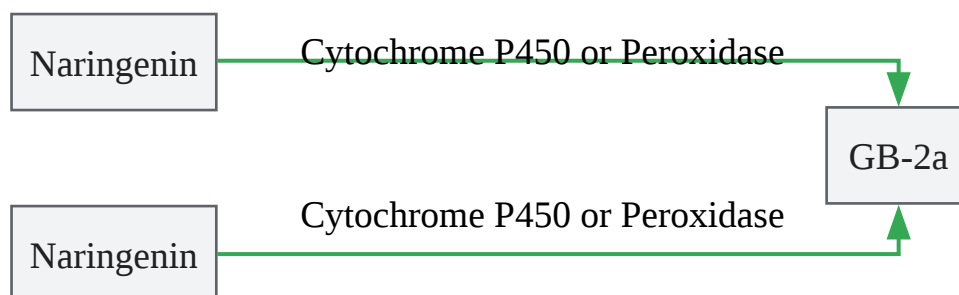 Cytochrome P450 or Peroxidase
Naringenin
GB-2a
Cytochrome P450 or Peroxidase
Naringenin